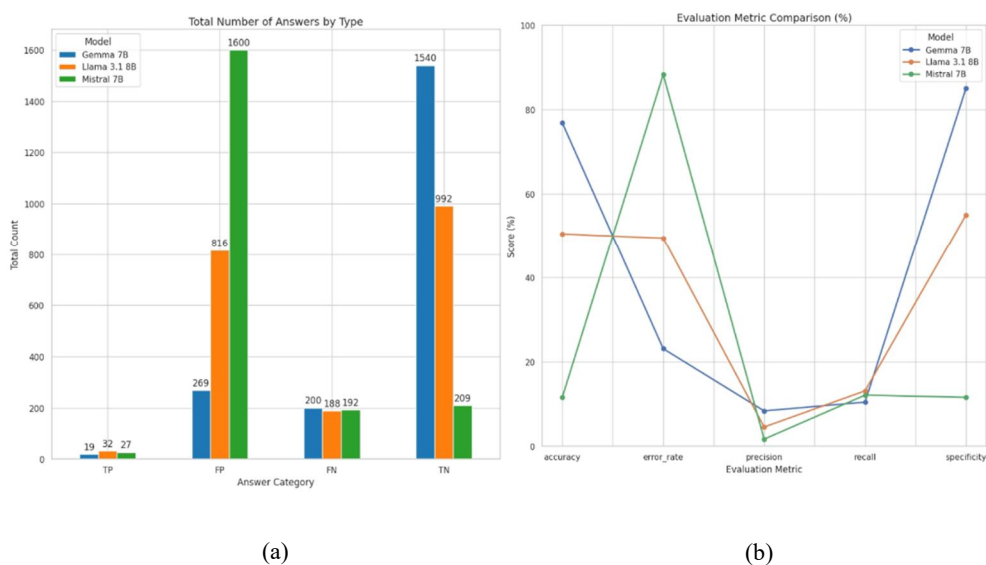 Total Number of Answers by Type
Model
Gemma 7B
Llama 3.1 8B
Mistral 7B
1600
1400
1200
1000
800
600
400
200
0
Total Count
19
32
27
269
816
1600
200
188
192
1540
992
209
TP
FP
FN
TN
Answer Category
(a)
Evaluation Metric Comparison (%)
Model
Gemma 7B
Llama 3.1 8B
Mistral 7B
100
80
60
40
20
0
Score (%)
accuracy
error_rate
precision
recall
specificity
Evaluation Metric
(b)